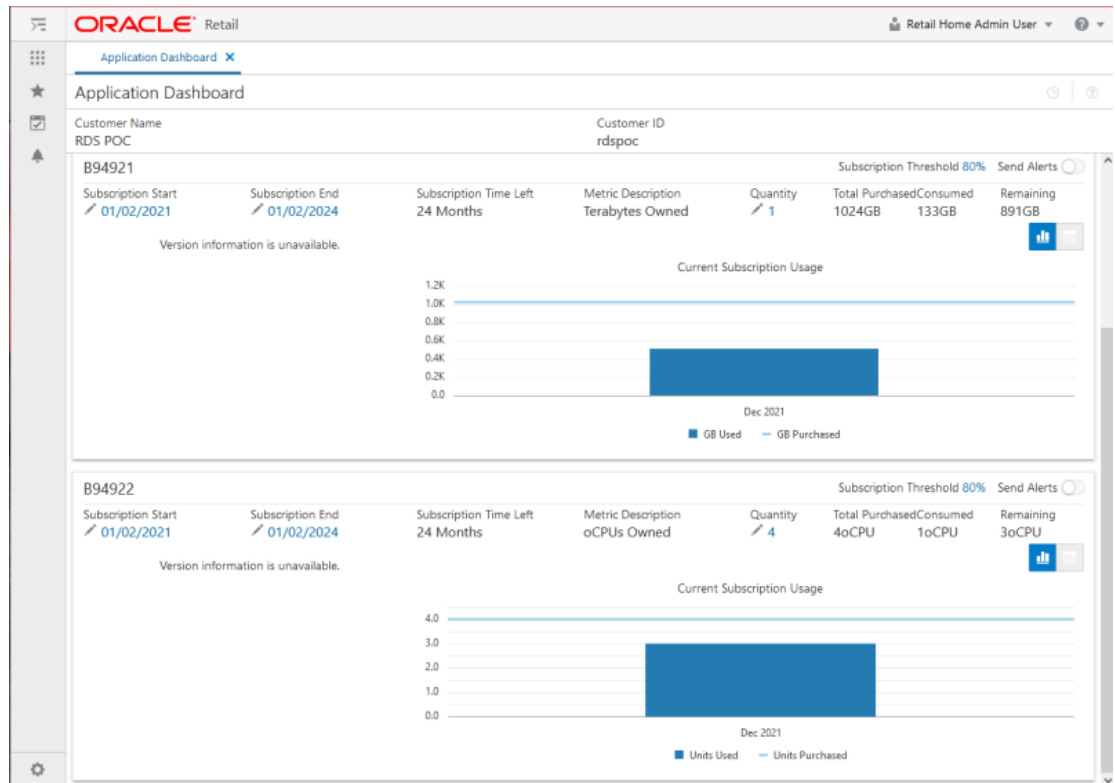 ORACLE Retail
Retail Home Admin User
Application Dashboard
Application Dashboard
Customer Name Customer ID
RDS POC rdspoc
B94921 Subscription Threshold 80% Send Alerts
Subscription Start Subscription End Subscription Time Left Metric Description Quantity Total Purchased Consumed Remaining
01/02/2021 01/02/2024 24 Months Terabytes Owned 1 1024GB 133GB 891GB
Version information is unavailable.
Current Subscription Usage
1.2K
1.0K
0.8K
0.6K
0.4K
0.2K
0.0
Dec 2021
GB Used GB Purchased
B94922 Subscription Threshold 80% Send Alerts
Subscription Start Subscription End Subscription Time Left Metric Description Quantity Total Purchased Consumed Remaining
01/02/2021 01/02/2024 24 Months oCPUs Owned 4 4oCPU 1oCPU 3oCPU
Version information is unavailable.
Current Subscription Usage
4.0
3.0
2.0
1.0
0.0
Dec 2021
Units Used Units Purchased